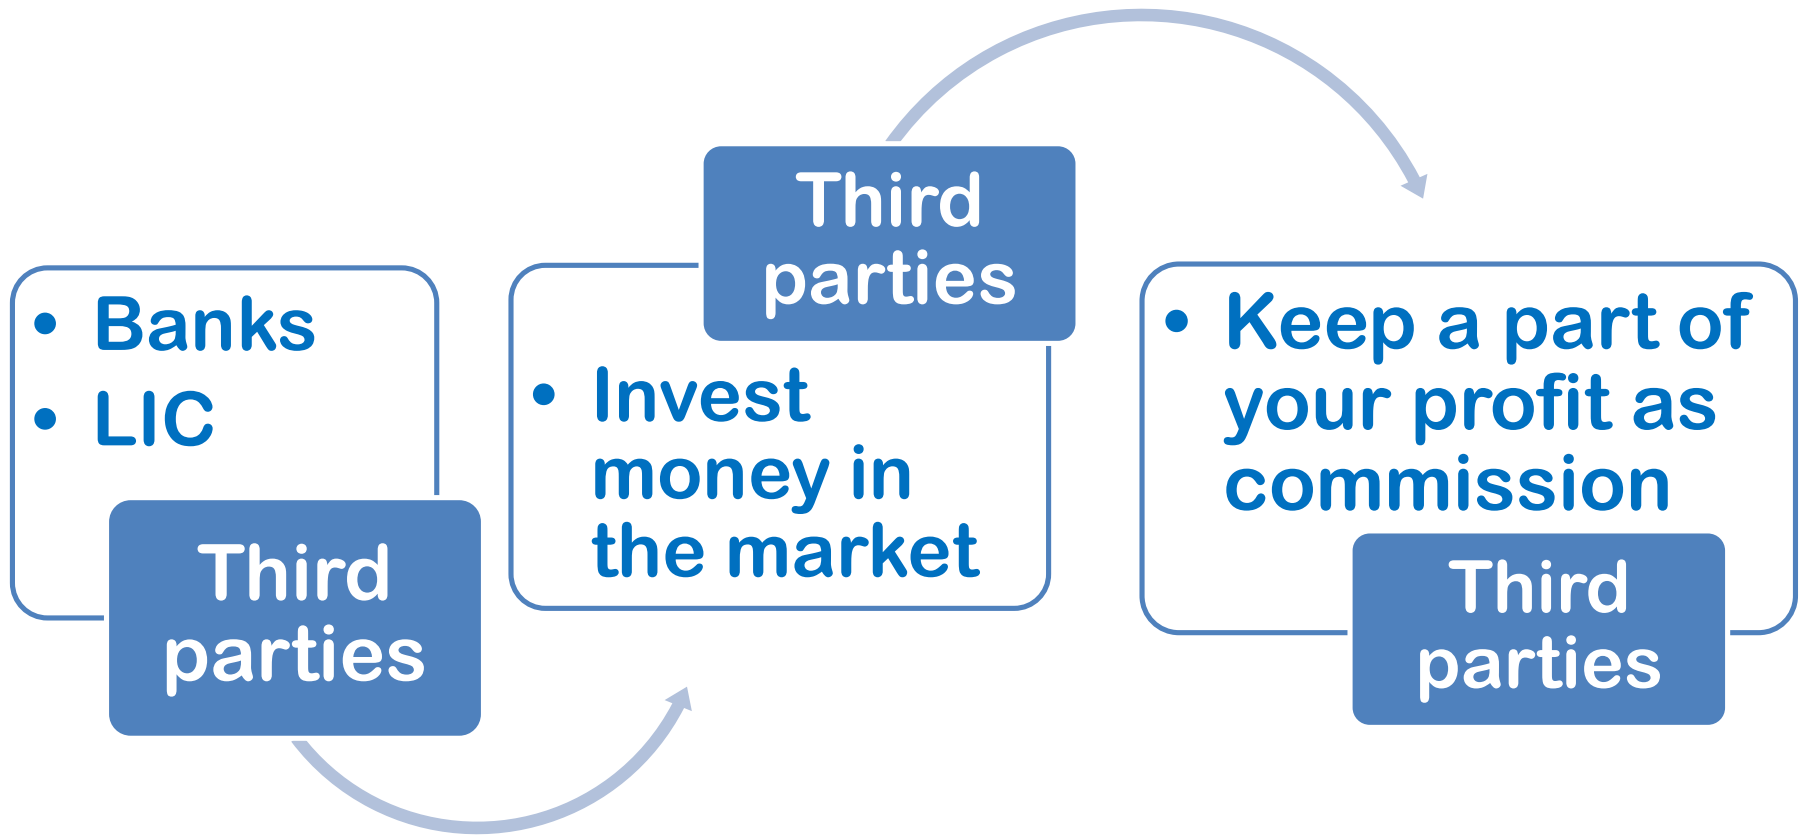 • Banks
• LIC
Third
parties
Third
parties
• Invest
money in
the market
• Keep a part of
your profit as
commission
Third
parties